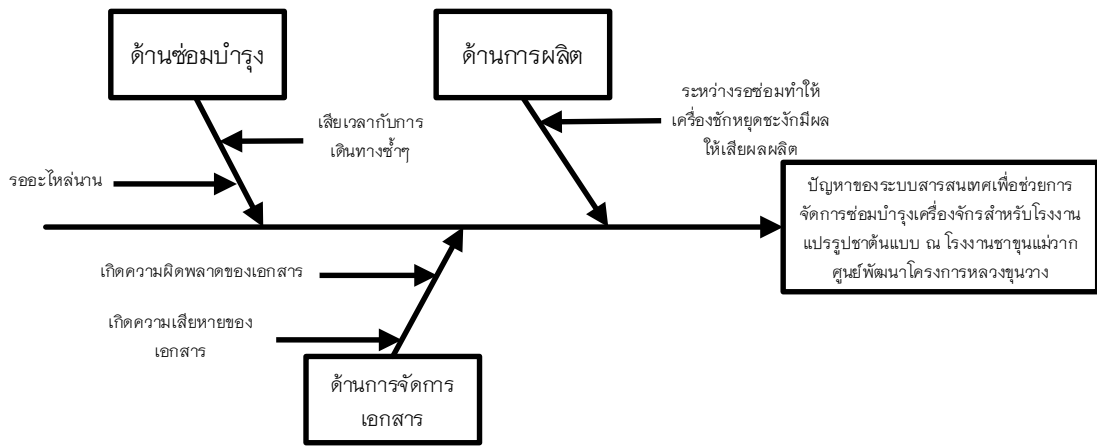 ด้านซ่อมบำรุง
ด้านการผลิต
ระหว่างรอซ่อมทำให้
เครื่องชักหยุดชะงักมีผล
ให้เสียผลผลิต
เสียเวลากับการ
เดินทางซ้ำๆ
รออะไหล่นาน
ปัญหาของระบบสารสนเทศเพื่อช่วยการ
จัดการซ่อมบำรุงเครื่องจักรสำหรับโรงงาน
แปรรูปชาต้นแบบ ณ โรงงานชาขุนแม่วาก
ศูนย์พัฒนาโครงการหลวงขุนวาง
เกิดความผิดพลาดของเอกสาร
เกิดความเสียหายของ
เอกสาร
ด้านการจัดการ
เอกสาร